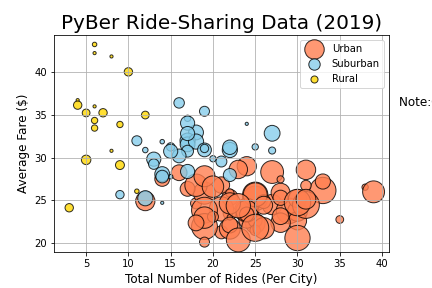 PyBer Ride-Sharing Data (2019)
Urban
Suburban
Rural
Note:
Average Fare ($)
40
35
30
25
20
5 10 15 20 25 30 35 40
Total Number of Rides (Per City)